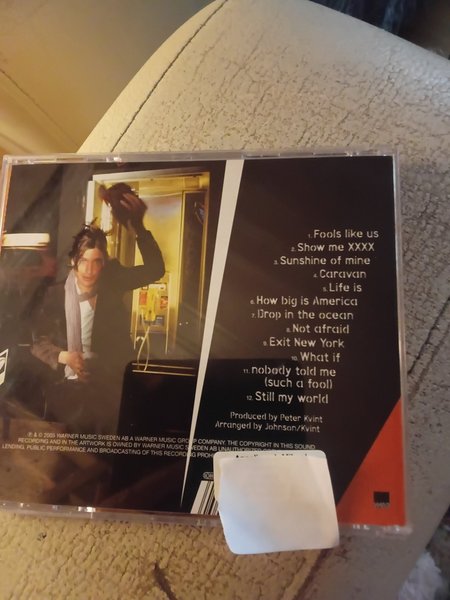 1. Fools like us
2. Show me XXXX
3. Sunshine of mine
4. Caravan
5. Life is
6. How big is America
7. Drop in the ocean
8. Not afraid
9. Exit New York
10. What if
11. nobody told me
(such a fool)
12. Still my world
Produced by Peter Kvint
Arranged by Johnson/Kvint
℗ & © 2005 WARNER MUSIC SWEDEN AB A WARNER MUSIC GROUP COMPANY. THE COPYRIGHT IN THIS SOUND
RECORDING AND IN THE ARTWORK IS OWNED BY WARNER MUSIC SWEDEN AB UNAUTHORIZED
LENDING, PUBLIC PERFORMANCE AND BROADCASTING OF THIS RECORDING